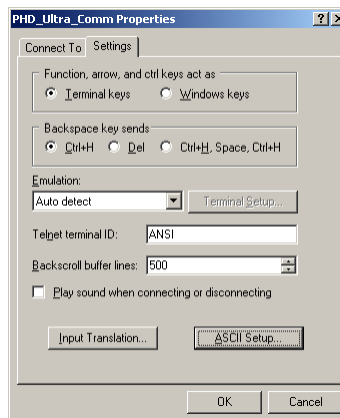 PHD_Ultra_Comm Properties
Connect To Settings
Function, arrow, and ctrl keys act as
Terminal keys Windows keys
Backspace key sends
Ctrl+H Del Ctrl+H, Space, Ctrl+H
Emulation:
Auto detect Terminal Setup...
Telnet terminal ID: ANSI
Backscroll buffer lines: 500
Play sound when connecting or disconnecting
Input Translation... ASCII Setup...
OK Cancel